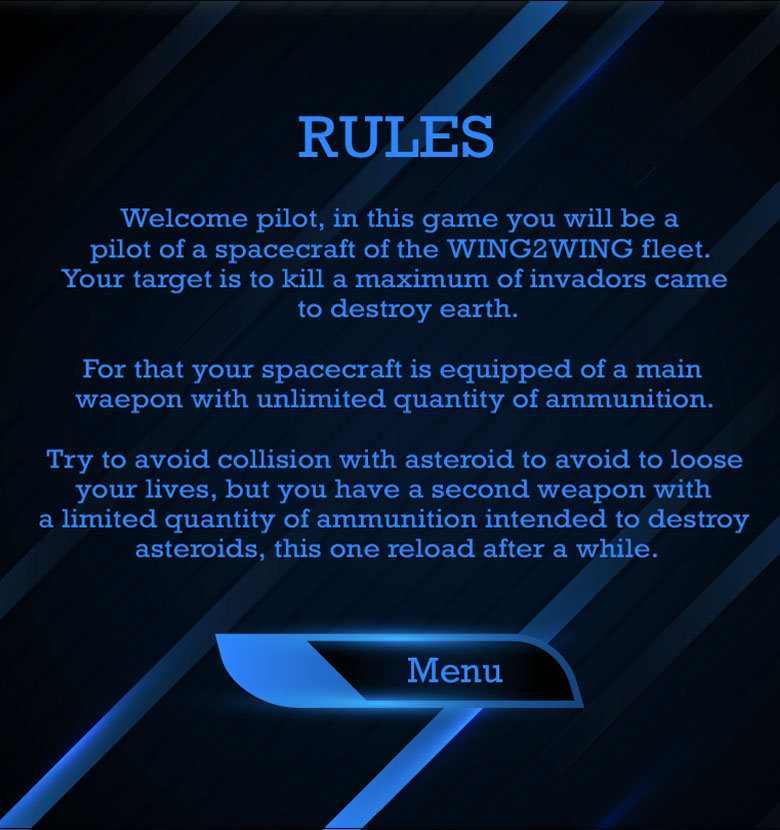 RULES
Welcome pilot, in this game you will be a
pilot of a spacecraft of the WING2WING fleet.
Your target is to kill a maximum of invadors came
to destroy earth.
For that your spacecraft is equipped of a main
waepon with unlimited quantity of ammunition.
Try to avoid collision with asteroid to avoid to loose
your lives, but you have a second weapon with
a limited quantity of ammunition intended to destroy
asteroids, this one reload after a while.
Menu